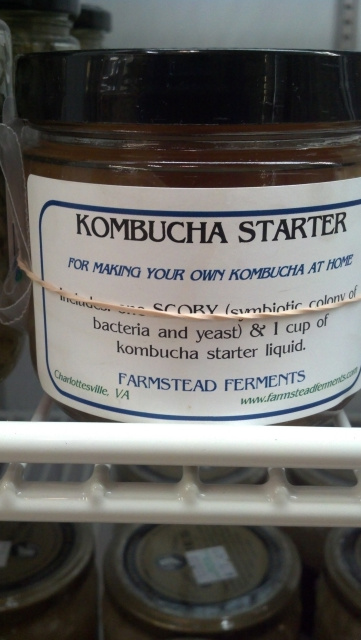 KOMBUCHA STARTER
FOR MAKING YOUR OWN KOMBUCHA AT HOME
includes one SCOBY (symbiotic colony of
bacteria and yeast) & 1 cup of
kombucha starter liquid.
FARMSTEAD FERMENTS
Charlottesville, VA
www.farmsteadferments.com